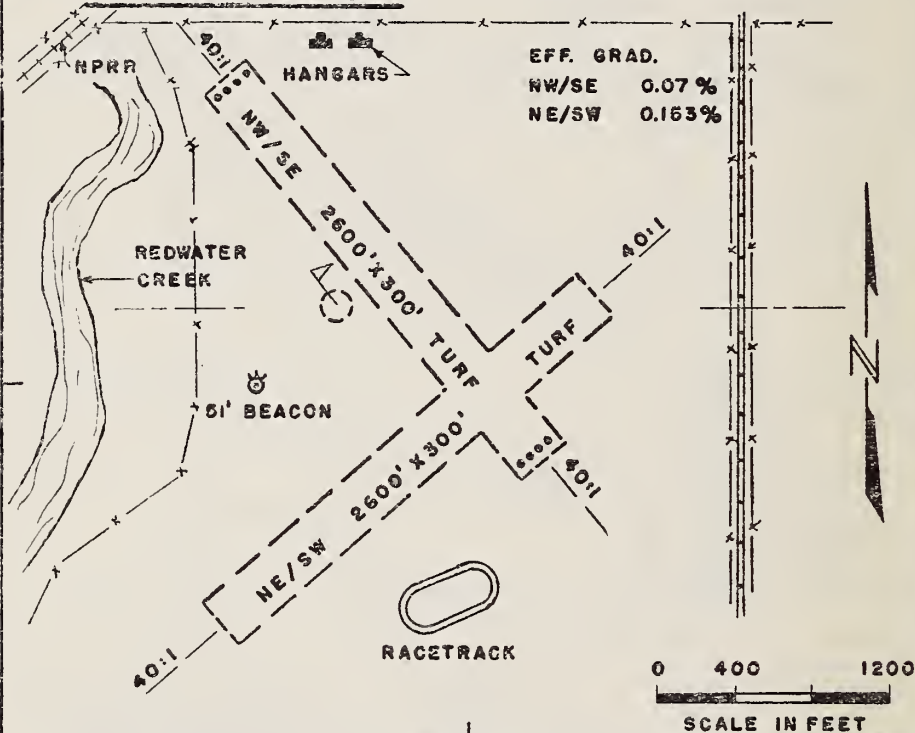 NPRR
40:1
HANGARS
EFF. GRAD.
NW/SE 0.07%
NE/SW 0.153%
NW/SE 2600'X300' TURF
40:1
REDWATER
CREEK
TURF
N
51' BEACON
40:1
NE/SW 2600'X300'
RACETRACK
40:1
0 400 1200
SCALE IN FEET